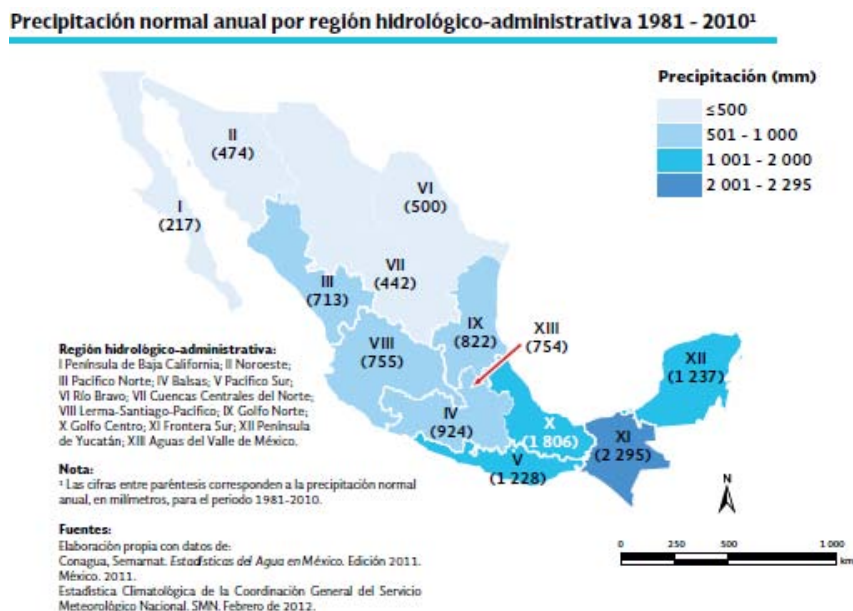 Precipitación normal anual por región hidrológico-administrativa 1981 - 2010¹
Precipitación (mm)
≤500
501 - 1 000
1 001 - 2 000
2 001 - 2 295
II
(474)
VI
(500)
I
(217)
VII
(442)
III
(713)
IX
(822)
XIII
(754)
VIII
(755)
XII
(1 237)
IV
(924)
X
(1 806)
XI
(2 295)
V
(1 228)
Región hidrológico-administrativa:
I Península de Baja California; II Noroeste;
III Pacífico Norte; IV Balsas; V Pacífico Sur;
VI Río Bravo; VII Cuencas Centrales del Norte;
VIII Lerma-Santiago-Pacífico; IX Golfo Norte;
X Golfo Centro; XI Frontera Sur; XII Península
de Yucatán; XIII Aguas del Valle de México.
Nota:
¹ Las cifras entre paréntesis corresponden a la precipitación normal
anual, en milímetros, para el periodo 1981-2010.
Fuentes:
Elaboración propia con datos de:
Conagua, Semarnat. Estadísticas del Agua en México. Edición 2011.
México. 2011.
Estadística Climatológica de la Coordinación General del Servicio
Meteorológico Nacional. SMN. Febrero de 2012.
N
0 250 500 1 000
km